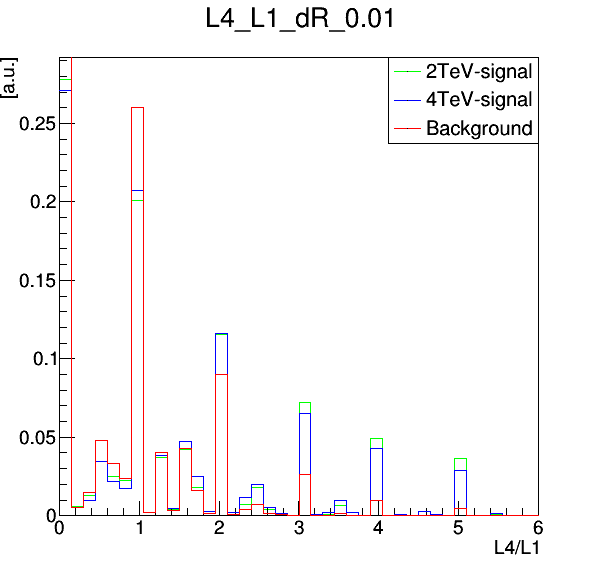 L4_L1_dR_0.01
[a.u.]
2TeV-signal
4TeV-signal
Background
0.25
0.2
0.15
0.1
0.05
0
0 1 2 3 4 5 6
L4/L1